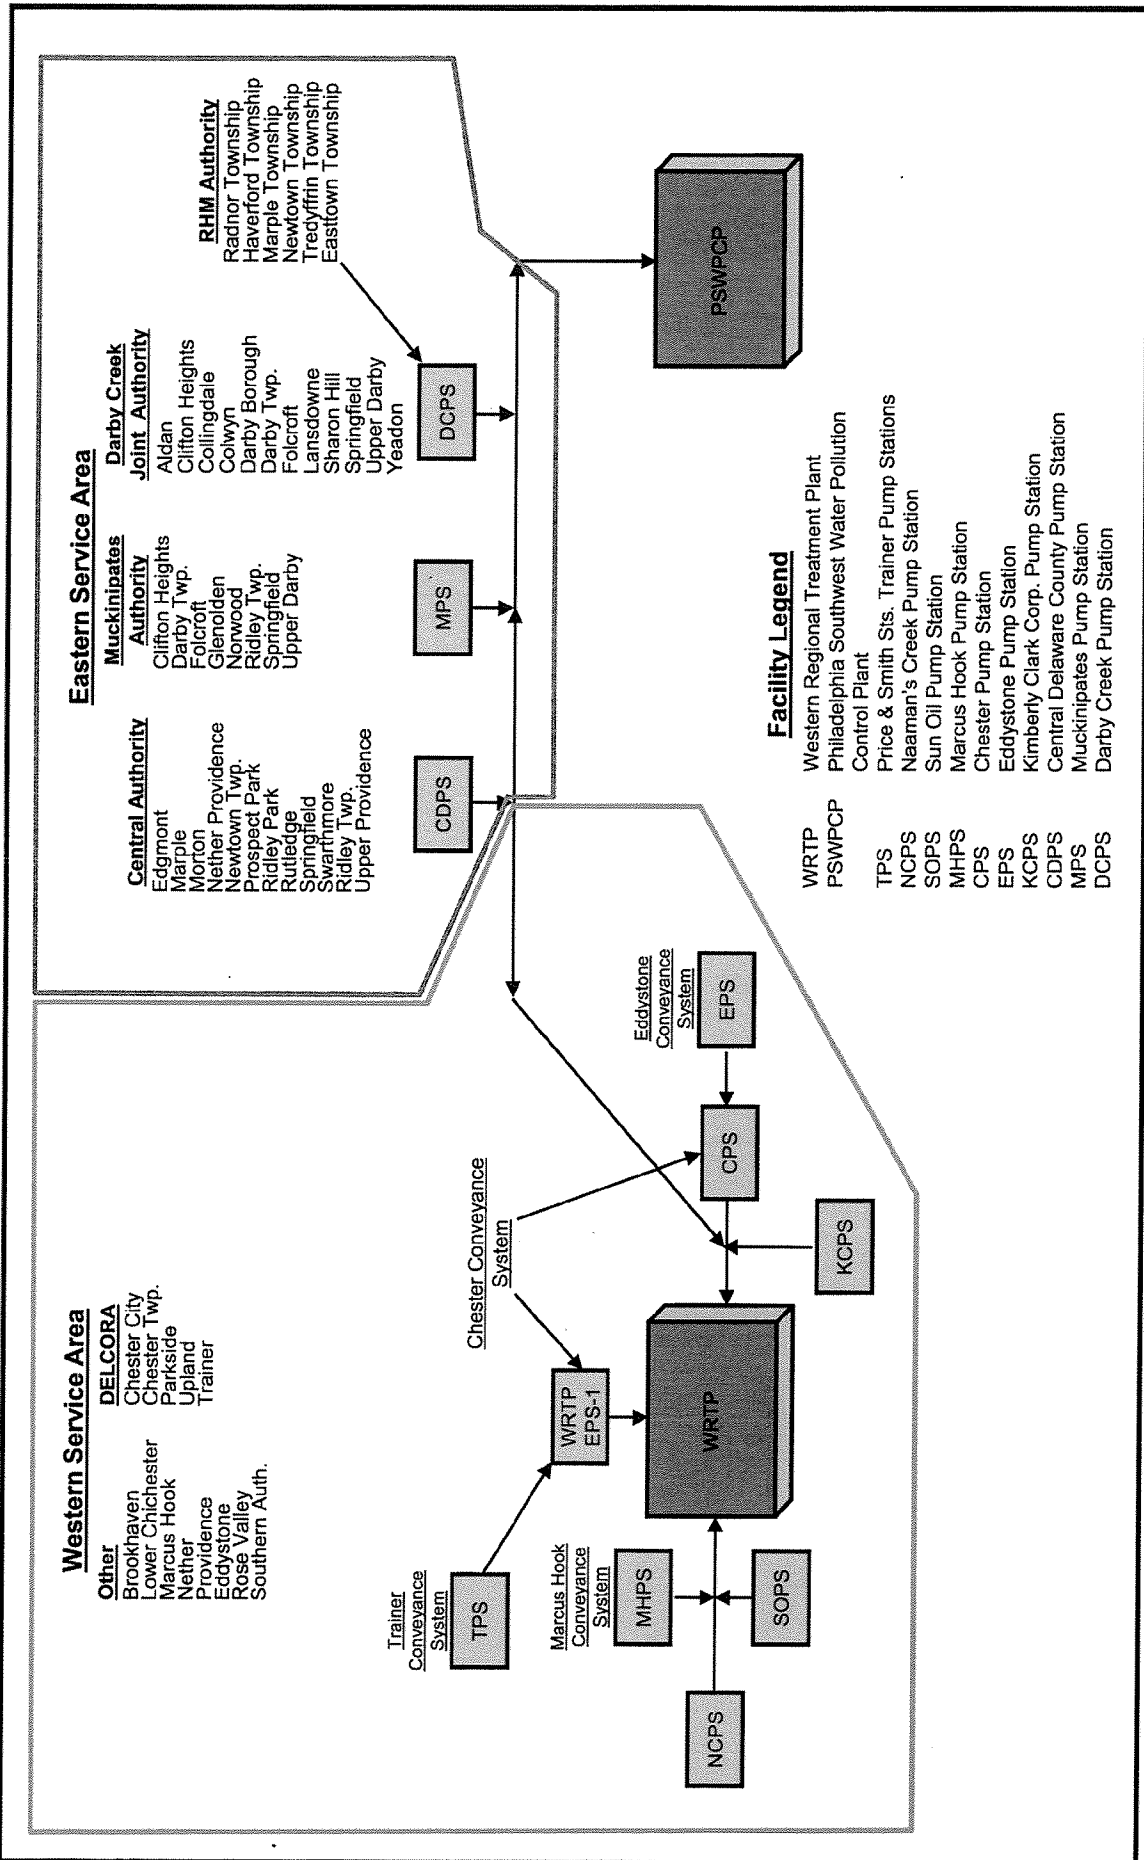 Western Service Area
Other
Brookhaven
Lower Chichester
Marcus Hook
Nether
Providence
Eddystone
Rose Valley
Southern Auth.
DELCORA
Chester City
Chester Twp.
Parkside
Upland
Trainer
Eastern Service Area
Central Authority
Edgmont
Marple
Morton
Nether Providence
Newtown Twp.
Prospect Park
Ridley Park
Rutledge
Springfield
Swarthmore
Ridley Twp.
Upper Providence
Muckinipates
Authority
Clifton Heights
Darby Twp.
Folcroft
Glenolden
Norwood
Ridley Twp.
Springfield
Upper Darby
Darby Creek
Joint Authority
Aldan
Clifton Heights
Collingdale
Colwyn
Darby Borough
Darby Twp.
Folcroft
Lansdowne
Sharon Hill
Springfield
Upper Darby
Yeadon
RHM Authority
Radnor Township
Haverford Township
Marple Township
Newtown Township
Tredyffrin Township
Easttown Township
CDPS
MPS
DCPS
PSWPCP
Trainer
Conveyance
System
TPS
Chester Conveyance
System
WRTP
EPS-1
Marcus Hook
Conveyance
System
MHPS
NCPS
SOPS
WRTP
Eddystone
Conveyance
System
EPS
CPS
KCPS
Facility Legend
WRTP Western Regional Treatment Plant
PSWPCP Philadelphia Southwest Water Pollution
Control Plant
TPS Price & Smith Sts. Trainer Pump Stations
NCPS Naaman's Creek Pump Station
SOPS Sun Oil Pump Station
MHPS Marcus Hook Pump Station
CPS Chester Pump Station
EPS Eddystone Pump Station
KCPS Kimberly Clark Corp. Pump Station
CDPS Central Delaware County Pump Station
MPS Muckinipates Pump Station
DCPS Darby Creek Pump Station